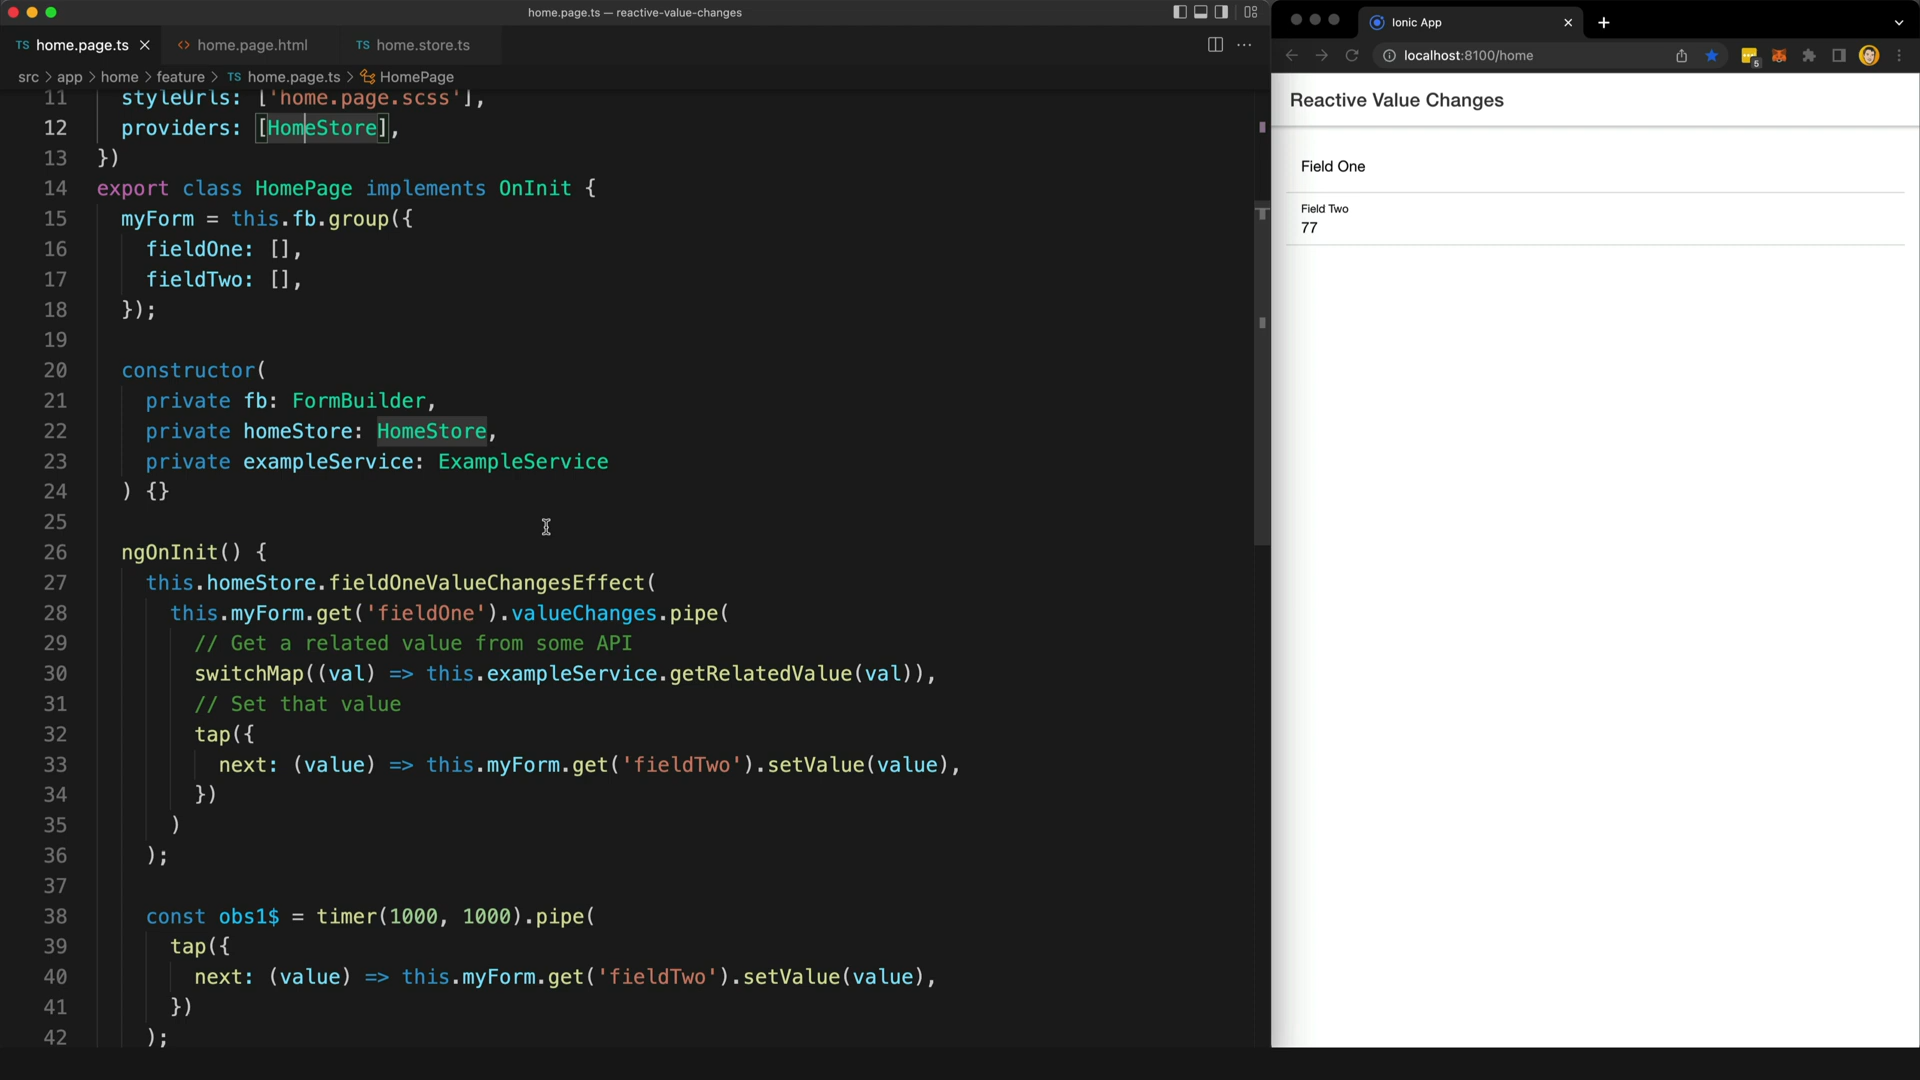 home.page.ts — reactive-value-changes
TS home.page.ts
<> home.page.html
TS home.store.ts
src > app > home > feature > TS home.page.ts > HomePage
11 styleUrls: ['home.page.scss'],
12 providers: [HomeStore],
13 })
14 export class HomePage implements OnInit {
15 myForm = this.fb.group({
16 fieldOne: [],
17 fieldTwo: [],
18 });
19
20 constructor(
21 private fb: FormBuilder,
22 private homeStore: HomeStore,
23 private exampleService: ExampleService
24 ) {}
25
26 ngOnInit() {
27 this.homeStore.fieldOneValueChangesEffect(
28 this.myForm.get('fieldOne').valueChanges.pipe(
29 // Get a related value from some API
30 switchMap((val) => this.exampleService.getRelatedValue(val)),
31 // Set that value
32 tap({
33 next: (value) => this.myForm.get('fieldTwo').setValue(value),
34 })
35 )
36 );
37
38 const obs1$ = timer(1000, 1000).pipe(
39 tap({
40 next: (value) => this.myForm.get('fieldTwo').setValue(value),
41 })
42 );
Ionic App
localhost:8100/home
5
Reactive Value Changes
Field One
Field Two
77